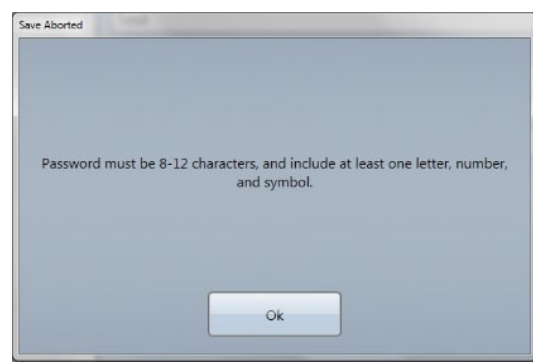 Save Aborted
Password must be 8-12 characters, and include at least one letter, number,
and symbol.
Ok